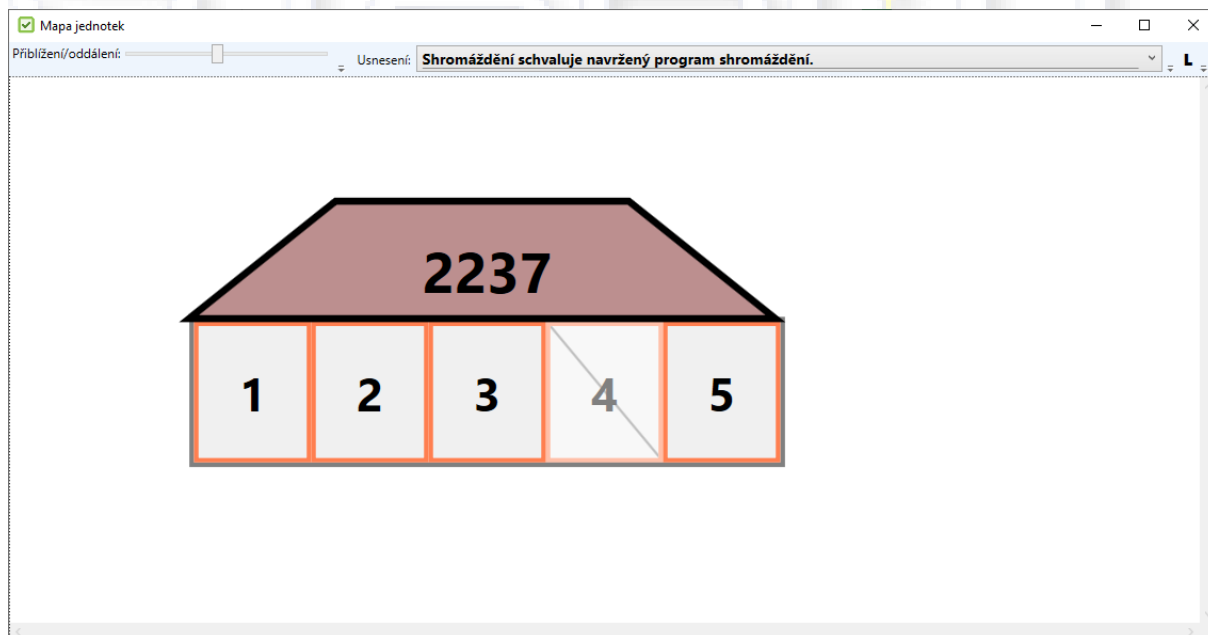 Mapa jednotek
Přiblížení/oddálení:
Usnesení: Shromáždění schvaluje navržený program shromáždění. L
2237
1 2 3 4 5